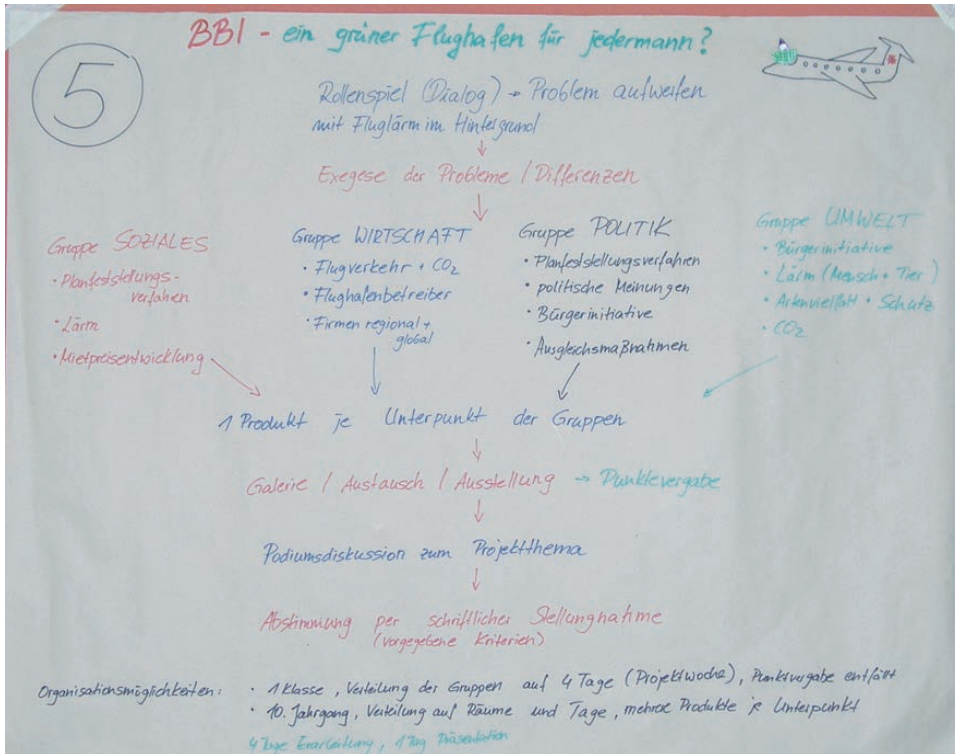 BBI - ein grüner Flughafen für jedermann?
5
Rollenspiel (Dialog) → Problem aufwerfen
mit Fluglärm im Hintergrund
Exegese der Probleme / Differenzen
Gruppe SOZIALES
• Planfeststellungs-
verfahren
• Lärm
• Mietpreisentwicklung
Gruppe WIRTSCHAFT
• Flugverkehr + CO₂
• Flughafenbetreiber
• Firmen regional +
global
Gruppe POLITIK
• Planfeststellungsverfahren
• politische Meinungen
• Bürgerinitiative
• Ausgleichsmaßnahmen
Gruppe UMWELT
• Bürgerinitiative
• Lärm (Mensch + Tier)
• Artenvielfalt + Schutz
• CO₂
1 Produkt je Unterpunkt der Gruppen
Galerie / Austausch / Ausstellung → Punktevergabe
Podiumsdiskussion zum Projektthema
Abstimmung per schriftlicher Stellungnahme
(vorgegebene Kriterien)
Organisationsmöglichkeiten: • 1 Klasse, Verteilung der Gruppen auf 4 Tage (Projektwoche), Punktvergabe entfällt
• 10. Jahrgang, Verteilung auf Räume und Tage, mehrere Produkte je Unterpunkt
4 Tage Erarbeitung, 1 Tag Präsentation